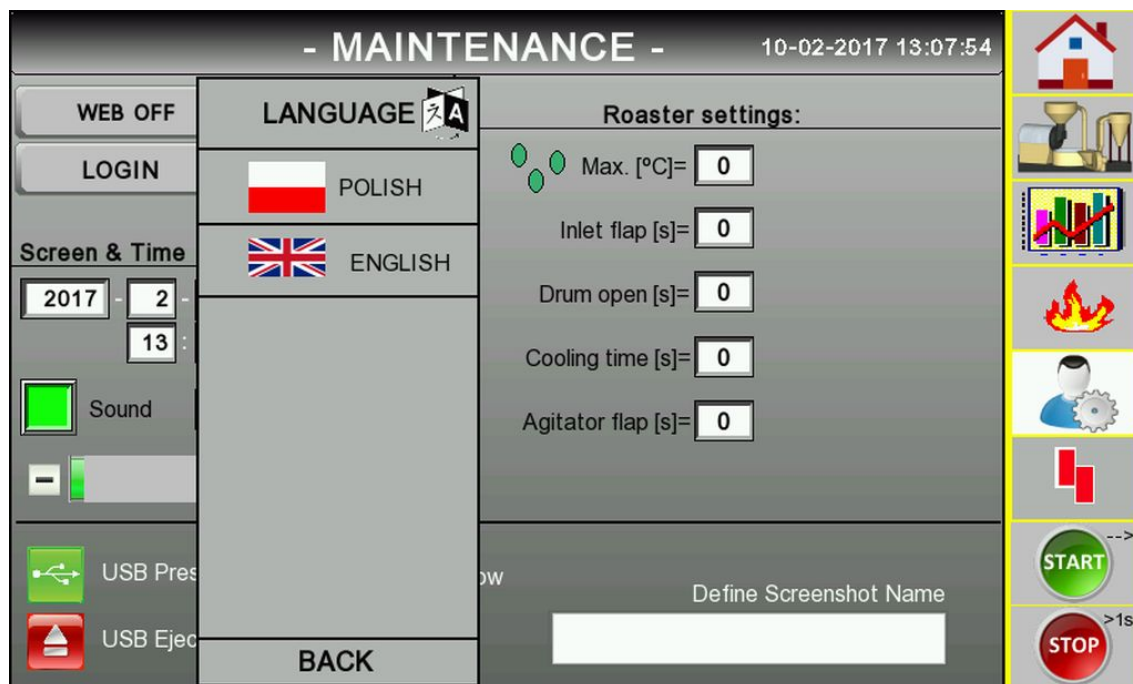 - MAINTENANCE -
10-02-2017 13:07:54
WEB OFF
LOGIN
Screen & Time
2017 - 2 -
13 :
Sound
USB Pres
USB Ejec
LANGUAGE
POLISH
ENGLISH
BACK
Roaster settings:
Max. [ºC]= 0
Inlet flap [s]= 0
Drum open [s]= 0
Cooling time [s]= 0
Agitator flap [s]= 0
ow
Define Screenshot Name
-->
START
>1s
STOP